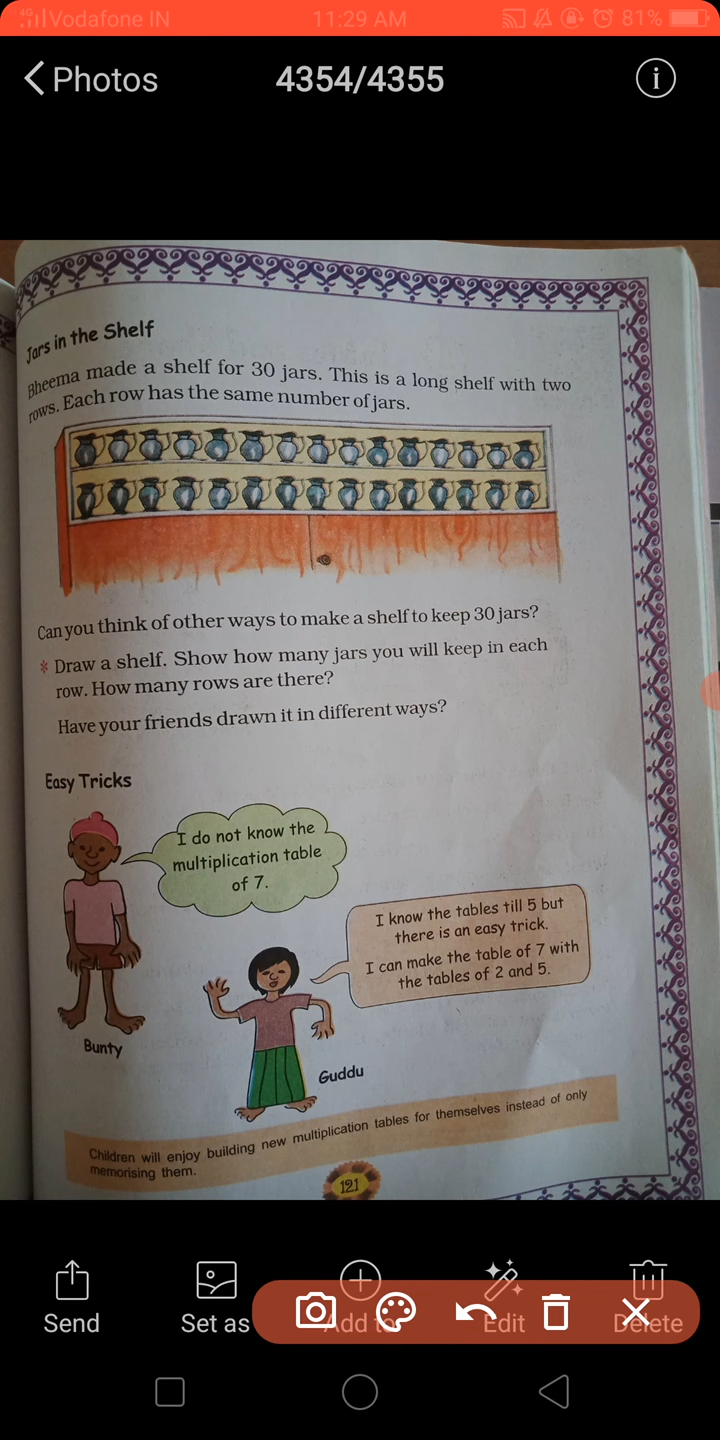 4G Vodafone IN 11:29 AM 81%
Photos 4354/4355 i
Jars in the Shelf
Bheema made a shelf for 30 jars. This is a long shelf with two
rows. Each row has the same number of jars.
Can you think of other ways to make a shelf to keep 30 jars?
* Draw a shelf. Show how many jars you will keep in each
row. How many rows are there?
Have your friends drawn it in different ways?
Easy Tricks
I do not know the
multiplication table
of 7.
I know the tables till 5 but
there is an easy trick.
I can make the table of 7 with
the tables of 2 and 5.
Bunty
Guddu
Children will enjoy building new multiplication tables for themselves instead of only
memorising them.
121
Send Set as Add to Edit Delete